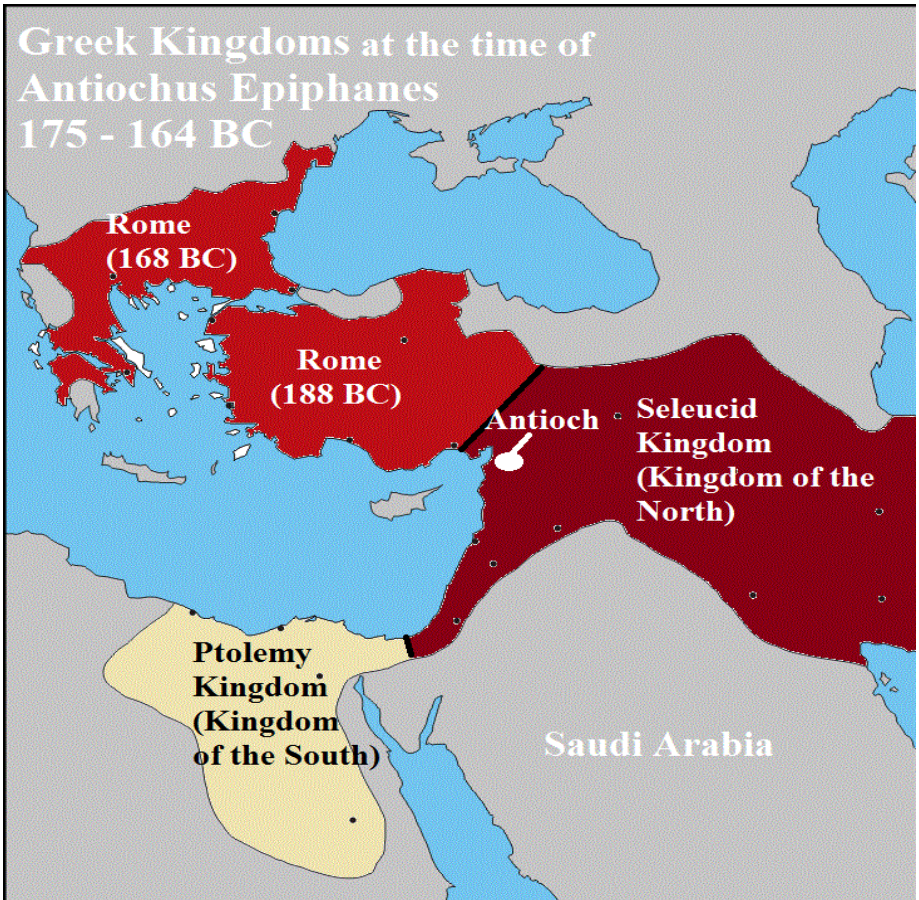 Greek Kingdoms at the time of
Antiochus Epiphanes
175 - 164 BC
Rome
(168 BC)
Rome
(188 BC)
Antioch
Seleucid
Kingdom
(Kingdom of the
North)
Ptolemy
Kingdom
(Kingdom
of the South)
Saudi Arabia